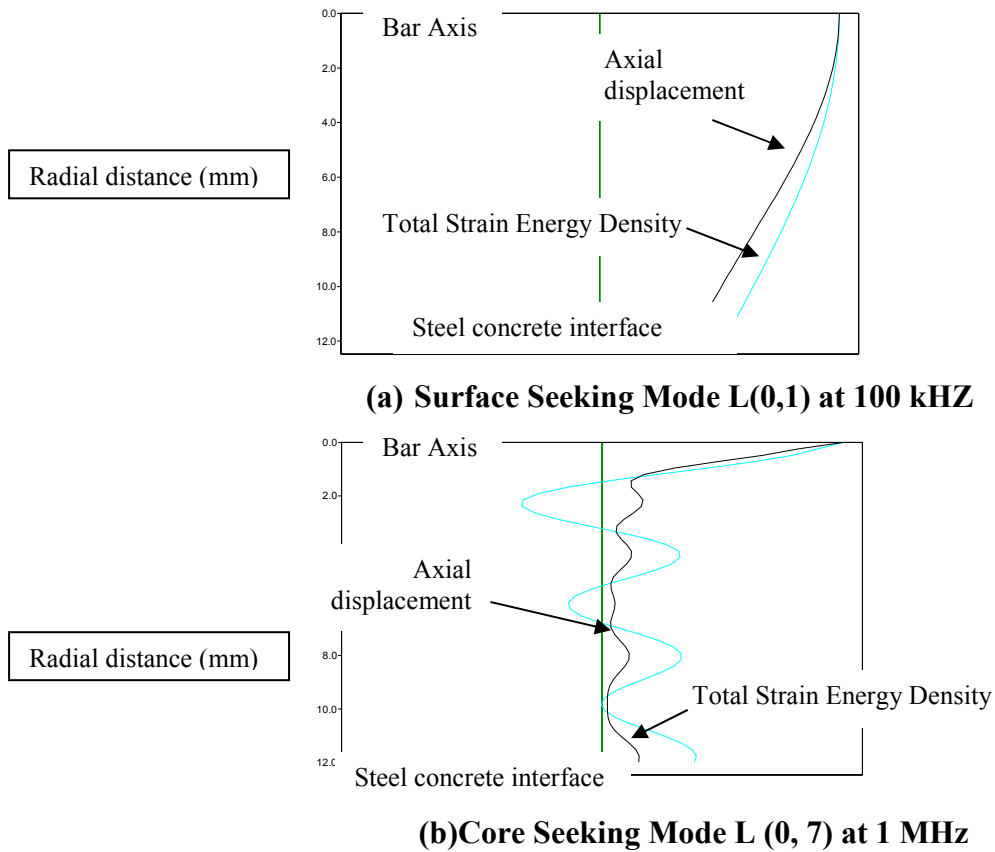 0.0
Bar Axis
Axial
displacement
2.0
4.0
Radial distance (mm)
6.0
Total Strain Energy Density
8.0
10.0
Steel concrete interface
12.0
(a) Surface Seeking Mode L(0,1) at 100 kHZ
0.0
Bar Axis
2.0
Axial
displacement
Radial distance (mm)
8.0
Total Strain Energy Density
10.0
12.0
Steel concrete interface
(b)Core Seeking Mode L (0, 7) at 1 MHz